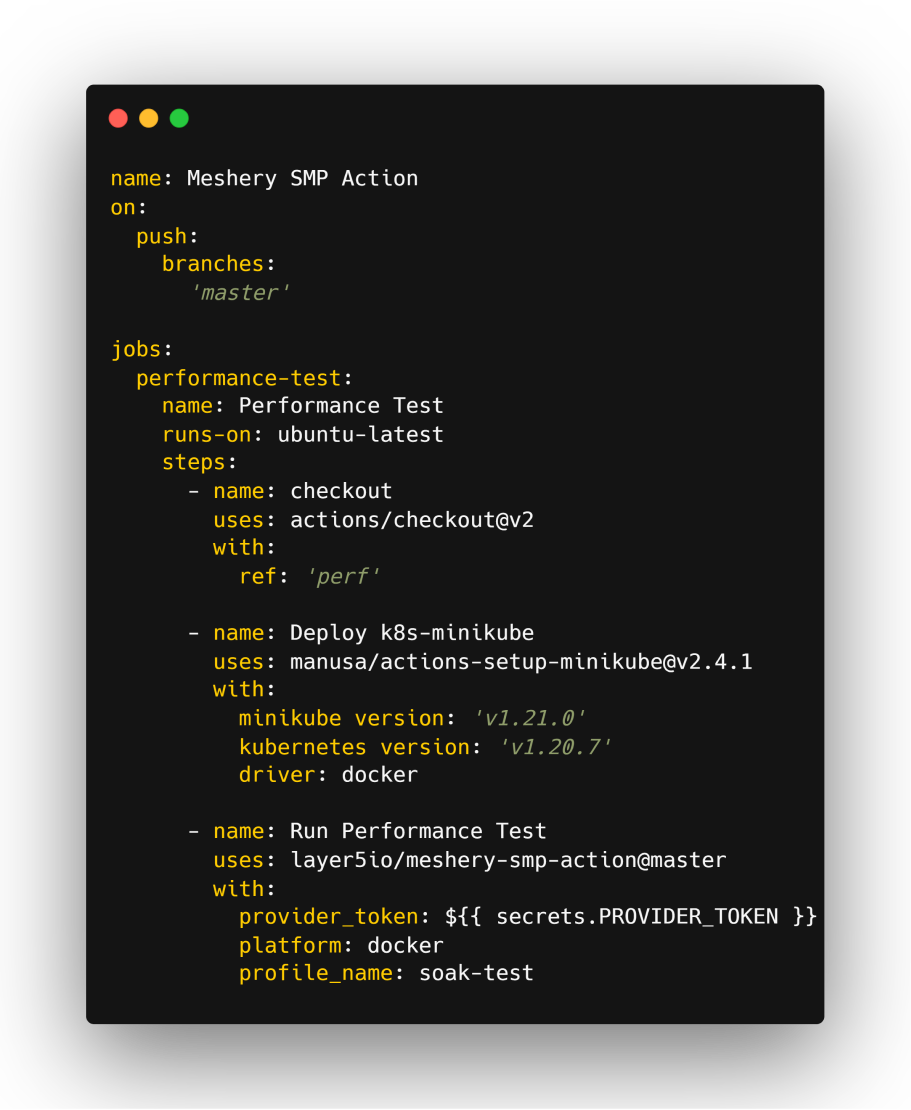 name: Meshery SMP Action
on:
  push:
    branches:
      'master'

jobs:
  performance-test:
    name: Performance Test
    runs-on: ubuntu-latest
    steps:
      - name: checkout
        uses: actions/checkout@v2
        with:
          ref: 'perf'

      - name: Deploy k8s-minikube
        uses: manusa/actions-setup-minikube@v2.4.1
        with:
          minikube version: 'v1.21.0'
          kubernetes version: 'v1.20.7'
          driver: docker

      - name: Run Performance Test
        uses: layer5io/meshery-smp-action@master
        with:
          provider_token: ${{ secrets.PROVIDER_TOKEN }}
          platform: docker
          profile_name: soak-test